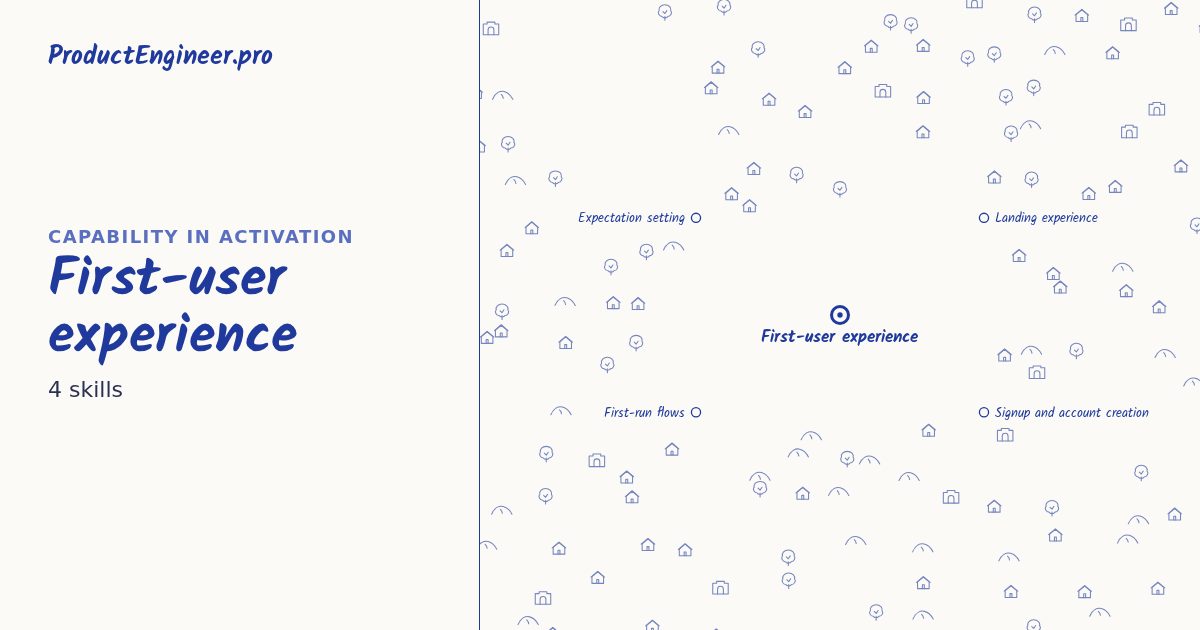 ProductEngineer.pro
CAPABILITY IN ACTIVATION
First-user
experience
4 skills
Expectation setting
Landing experience
First-user experience
First-run flows
Signup and account creation